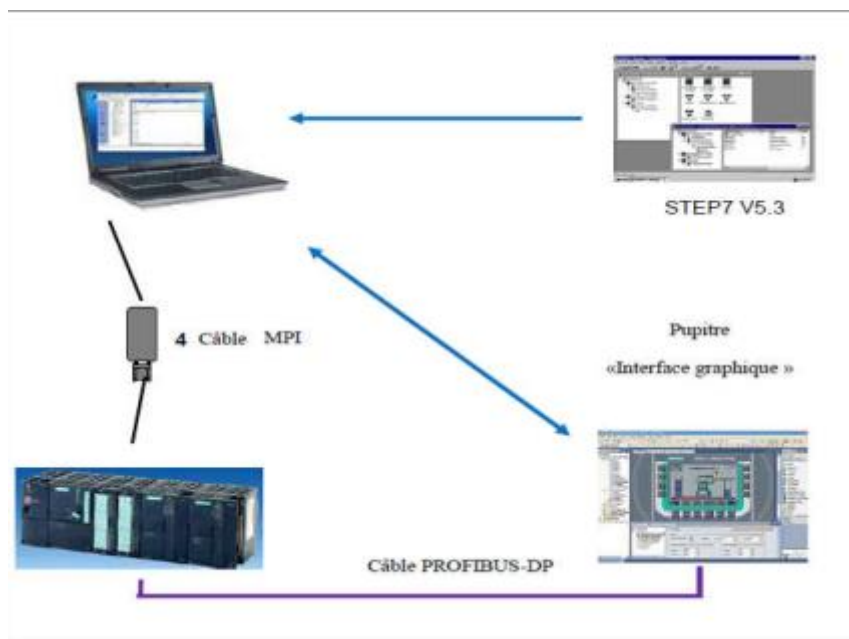 STEP7 V5.3
4 Câble MPI
Pupitre
«Interface graphique »
Câble PROFIBUS-DP